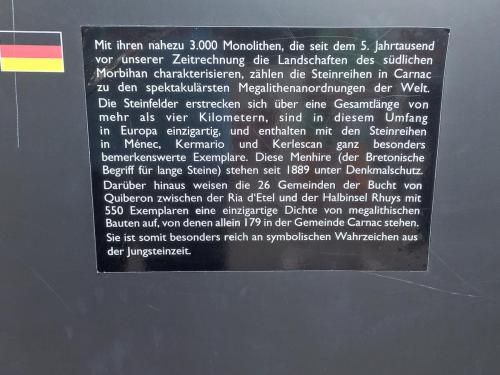 Mit ihren nahezu 3.000 Monolithen, die seit dem 5. Jahrtausend
vor unserer Zeitrechnung die Landschaften des südlichen
Morbihan charakterisieren, zählen die Steinreihen in Carnac
zu den spektakulärsten Megalithenanordnungen der Welt.
Die Steinfelder erstrecken sich über eine Gesamtlänge von
mehr als vier Kilometern, sind in diesem Umfang
in Europa einzigartig, und enthalten mit den Steinreihen
in Ménec, Kermario und Kerlescan ganz besonders
bemerkenswerte Exemplare. Diese Menhire (der Bretonische
Begriff für lange Steine) stehen seit 1889 unter Denkmalschutz.
Darüber hinaus weisen die 26 Gemeinden der Bucht von
Quiberon zwischen der Ria d'Etel und der Halbinsel Rhuys mit
550 Exemplaren eine einzigartige Dichte von megalithischen
Bauten auf, von denen allein 179 in der Gemeinde Carnac stehen.
Sie ist somit besonders reich an symbolischen Wahrzeichen aus
der Jungsteinzeit.